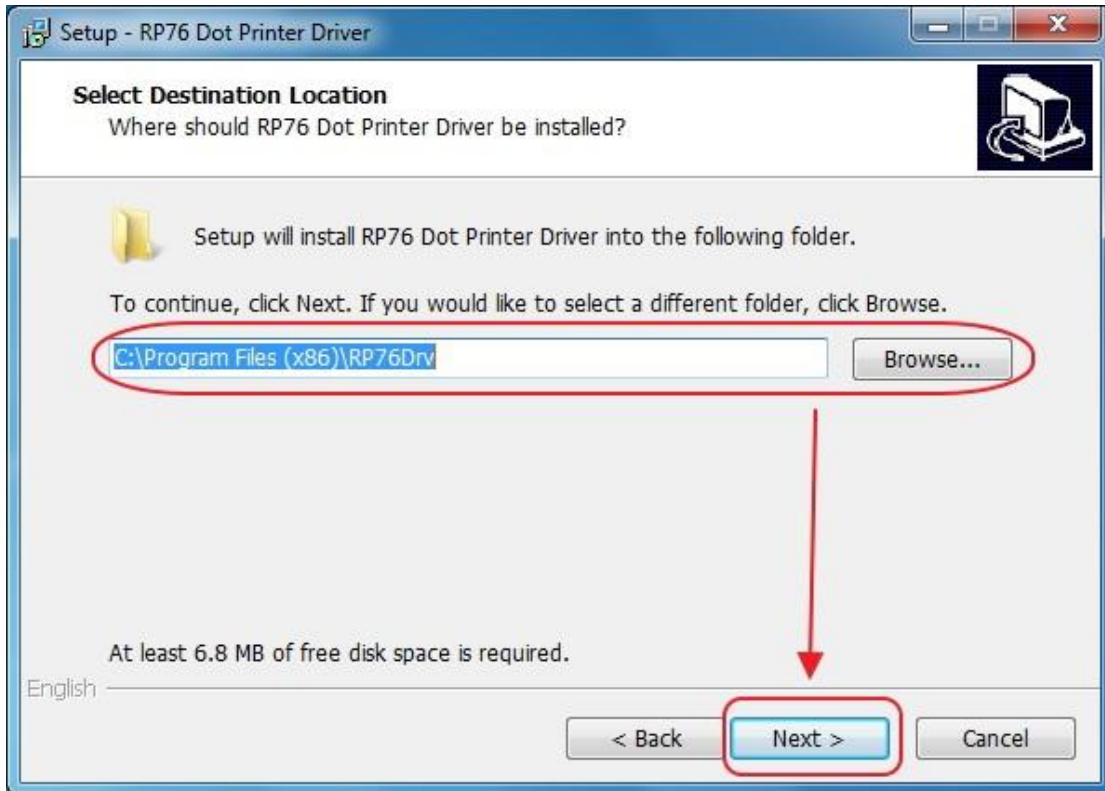 Setup - RP76 Dot Printer Driver
Select Destination Location
Where should RP76 Dot Printer Driver be installed?
Setup will install RP76 Dot Printer Driver into the following folder.
To continue, click Next. If you would like to select a different folder, click Browse.
C:\Program Files (x86)\RP76Drv
Browse...
At least 6.8 MB of free disk space is required.
English
< Back
Next >
Cancel